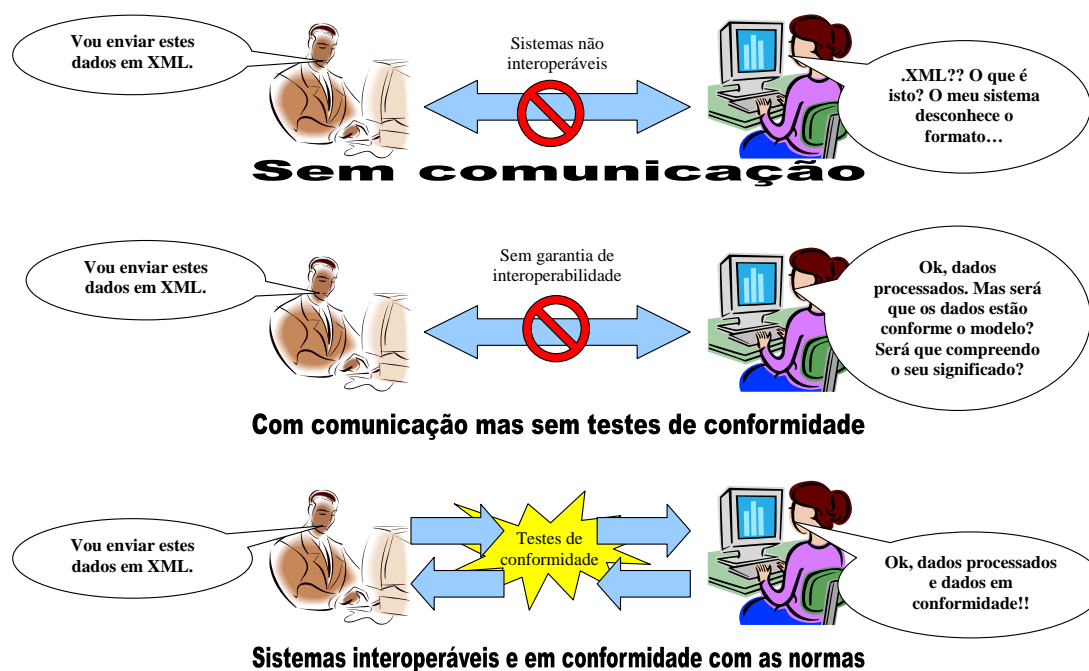 Vou enviar estes
dados em XML.
Sistemas não
interoperáveis
.XML?? O que é
isto? O meu sistema
desconhece o
formato…
Sem comunicação
Vou enviar estes
dados em XML.
Sem garantia de
interoperabilidade
Ok, dados
processados. Mas será
que os dados estão
conforme o modelo?
Será que compreendo
o seu significado?
Com comunicação mas sem testes de conformidade
Vou enviar estes
dados em XML.
Testes de
conformidade
Ok, dados processados
e dados em
conformidade!!
Sistemas interoperáveis e em conformidade com as normas